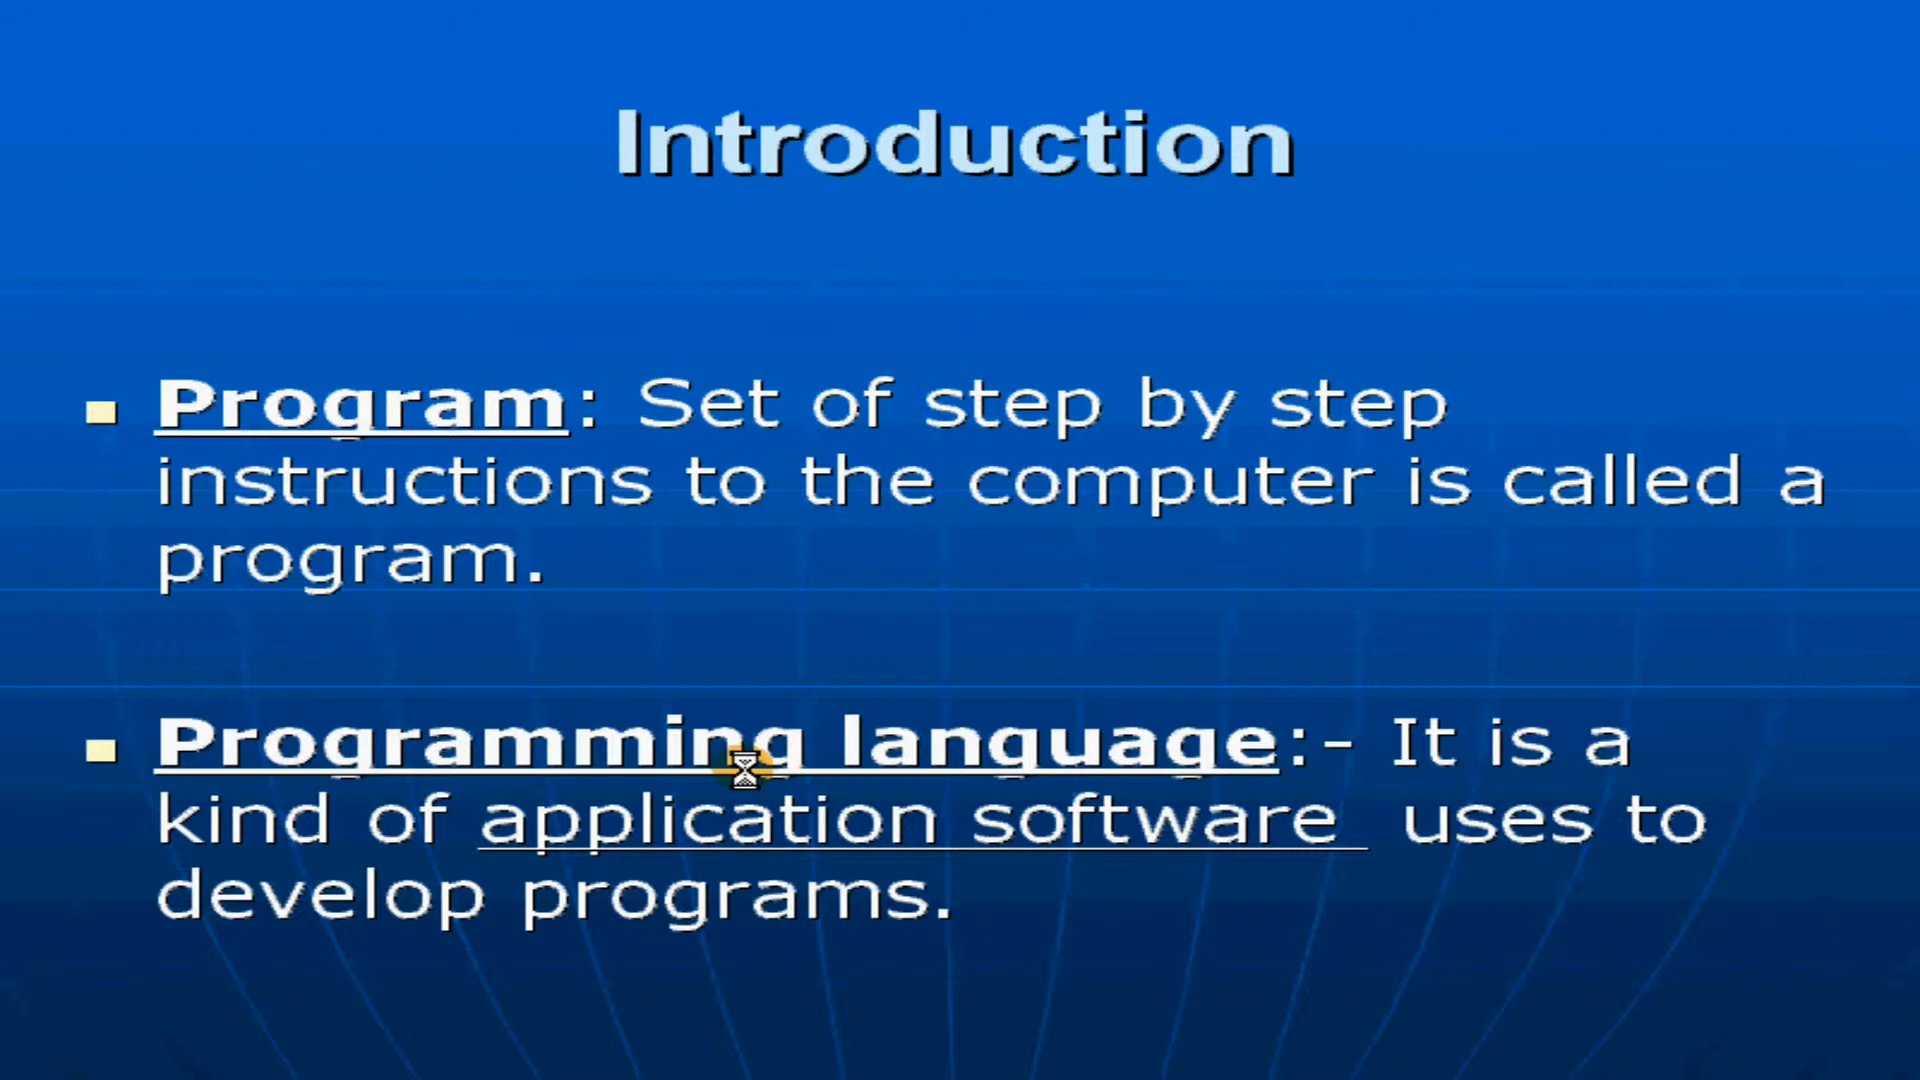 Introduction
Program: Set of step by step
instructions to the computer is called a
program.
Programming language:- It is a
kind of application software uses to
develop programs.